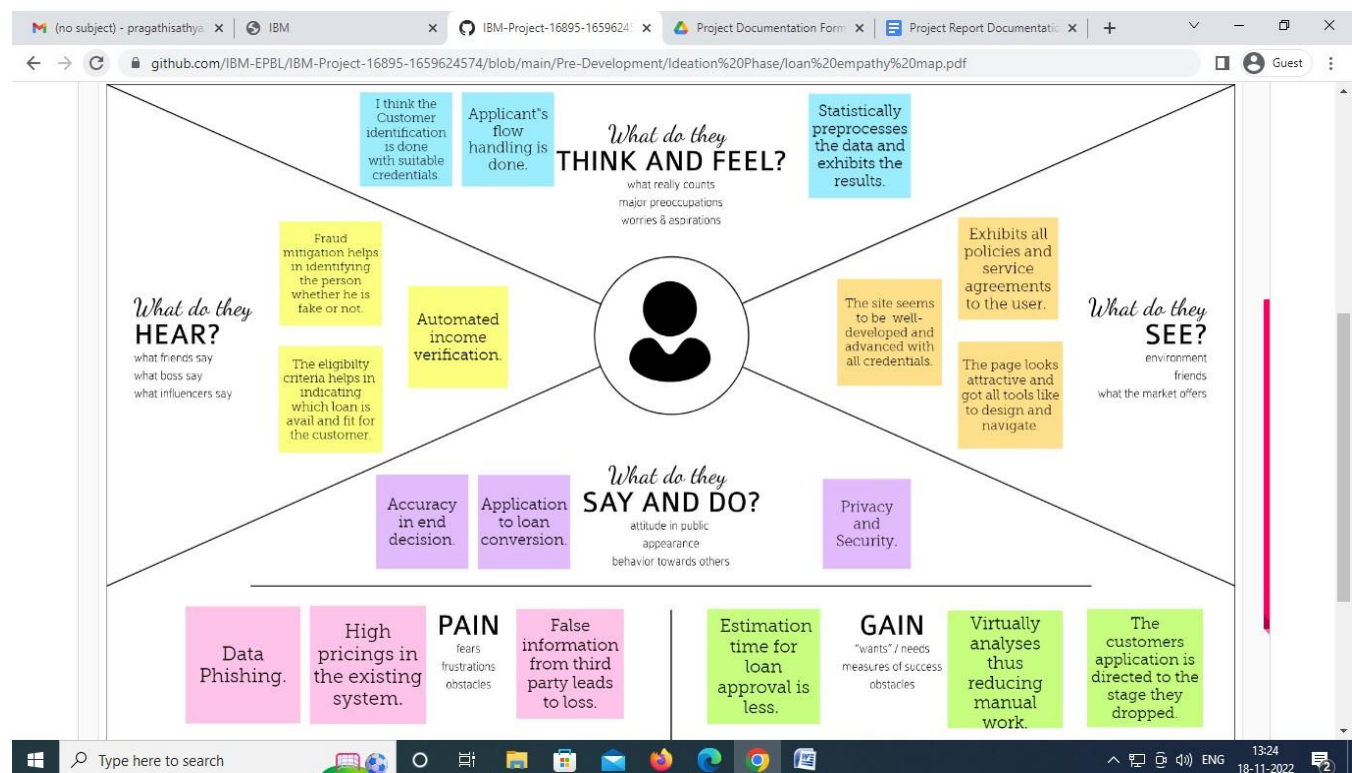 (no subject) - pragathisathya
IBM
IBM-Project-16895-1659624
Project Documentation Form
Project Report Documentatic
github.com/IBM-EPBL/IBM-Project-16895-1659624574/blob/main/Pre-Development/Ideation%20Phase/loan%20empathy%20map.pdf
Guest
I think the
Customer
identification
is done
with suitable
credentials.
Applicant"s
flow
handling is
done.
What do they
THINK AND FEEL?
what really counts
major preoccupations
worries & aspirations
Statistically
preprocesses
the data and
exhibits the
results.
What do they
HEAR?
what friends say
what boss say
what influencers say
Fraud
mitigation helps
in identifying
the person
whether he is
fake or not.
Automated
income
verification.
The eligibilty
criteria helps in
indicating
which loan is
avail and fit for
the customer.
The site seems
to be well-
developed and
advanced with
all credentials.
Exhibits all
policies and
service
agreements
to the user.
The page looks
attractive and
got all tools like
to design and
navigate.
What do they
SEE?
environment
friends
what the market offers
Accuracy
in end
decision.
Application
to loan
conversion.
What do they
SAY AND DO?
attitude in public
appearance
behavior towards others
Privacy
and
Security.
Data
Phishing.
High
pricings in
the existing
system.
PAIN
fears
frustrations
obstacles
False
information
from third
party leads
to loss.
Estimation
time for
loan
approval is
less.
GAIN
"wants" / needs
measures of success
obstacles
Virtually
analyses
thus
reducing
manual
work.
The
customers
application is
directed to the
stage they
dropped.
Type here to search
ENG
13:24
18-11-2022
2